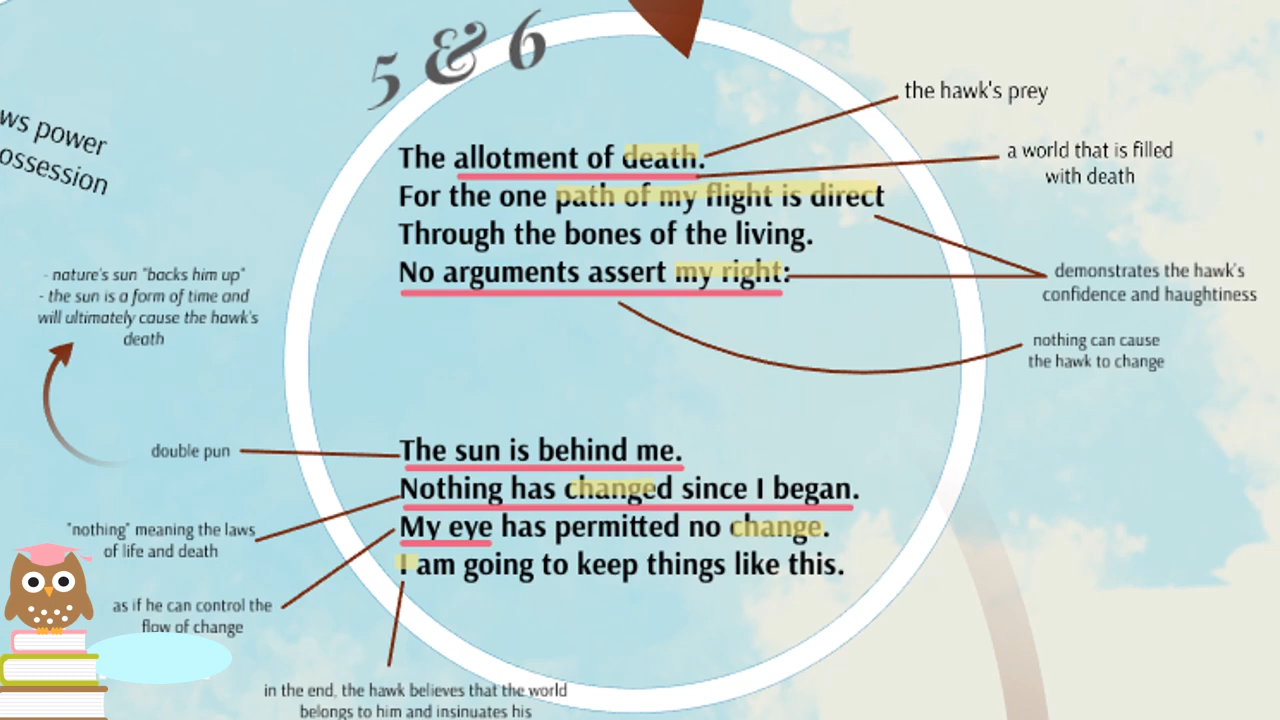 5 & 6
ws power
ossession
the hawk's prey
a world that is filled
with death
The allotment of death.
For the one path of my flight is direct
Through the bones of the living.
No arguments assert my right:
demonstrates the hawk's
confidence and haughtiness
nothing can cause
the hawk to change
- nature's sun "backs him up"
- the sun is a form of time and
will ultimately cause the hawk's
death
double pun
The sun is behind me.
Nothing has changed since I began.
My eye has permitted no change.
I am going to keep things like this.
"nothing" meaning the laws
of life and death
as if he can control the
flow of change
in the end, the hawk believes that the world
belongs to him and insinuates his